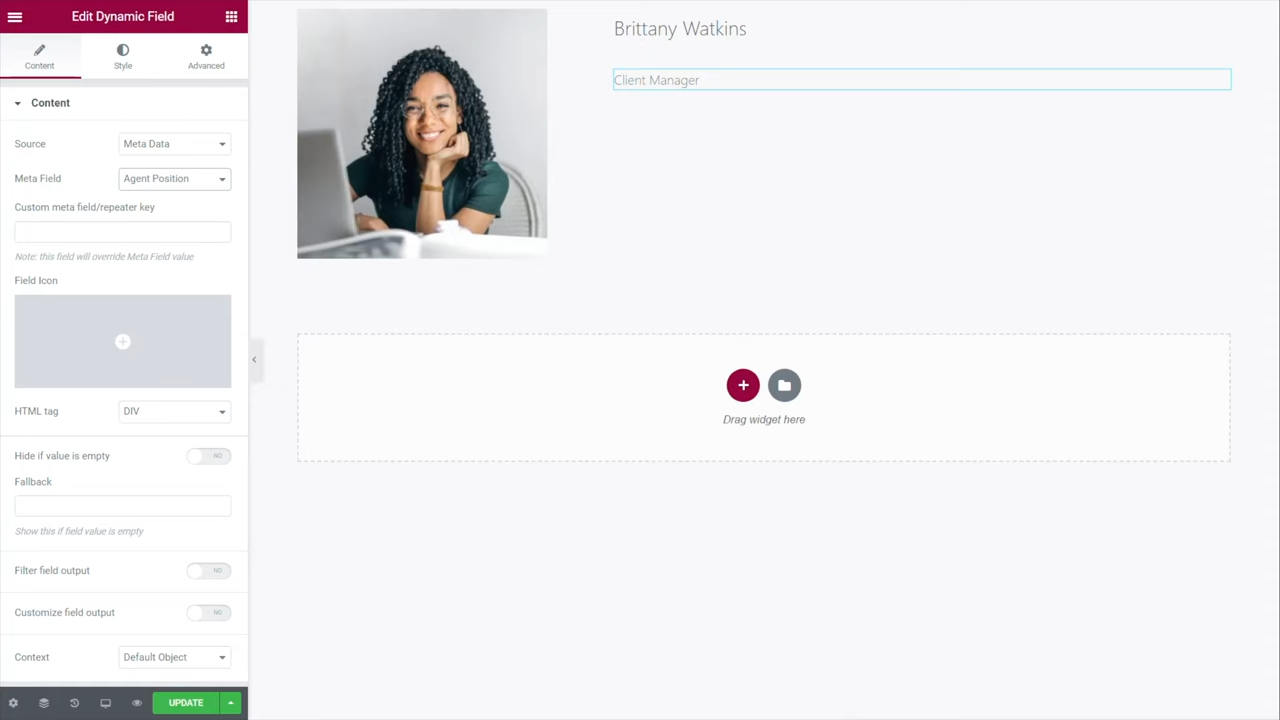 Edit Dynamic Field
Content
Style
Advanced
Content
Source
Meta Data
Meta Field
Agent Position
Custom meta field/repeater key
Note: this field will override Meta Field value
Field Icon
HTML tag
DIV
Hide if value is empty
NO
Fallback
Show this if field value is empty
Filter field output
NO
Customize field output
NO
Context
Default Object
UPDATE
Brittany Watkins
Client Manager
Drag widget here